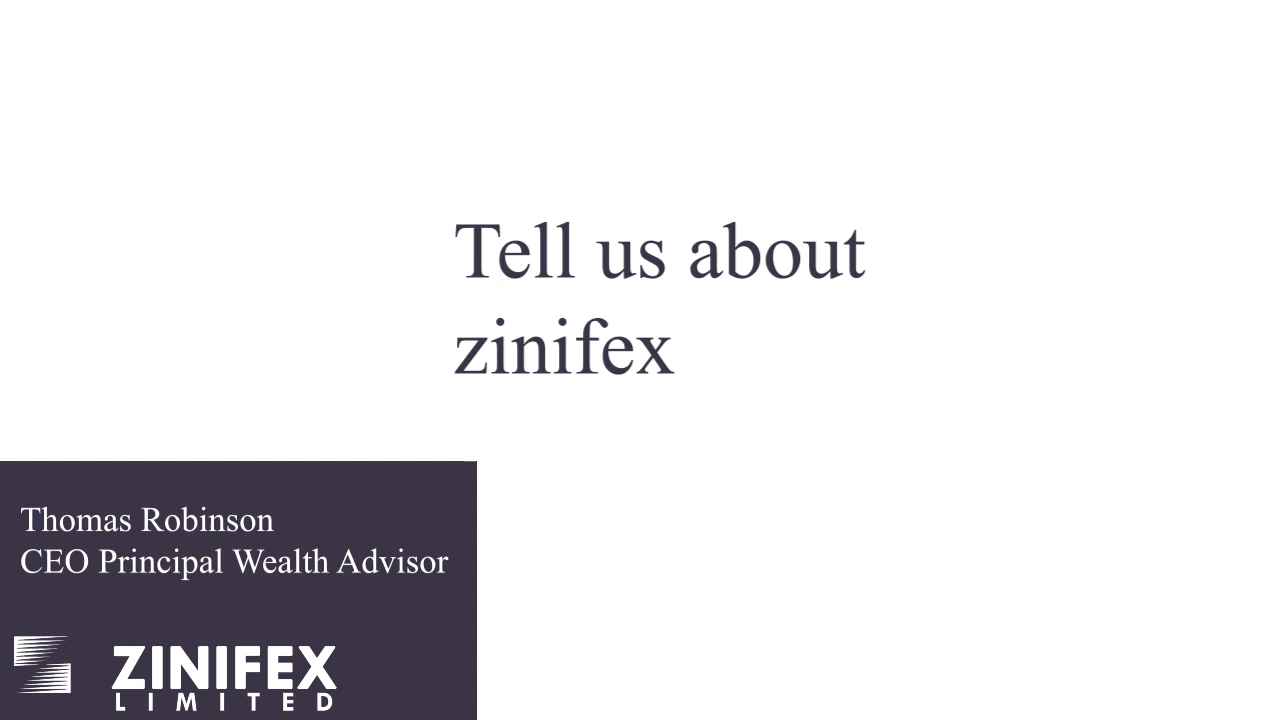 Tell us about
zinifex
Thomas Robinson
CEO Principal Wealth Advisor
ZINIFEX
LIMITED